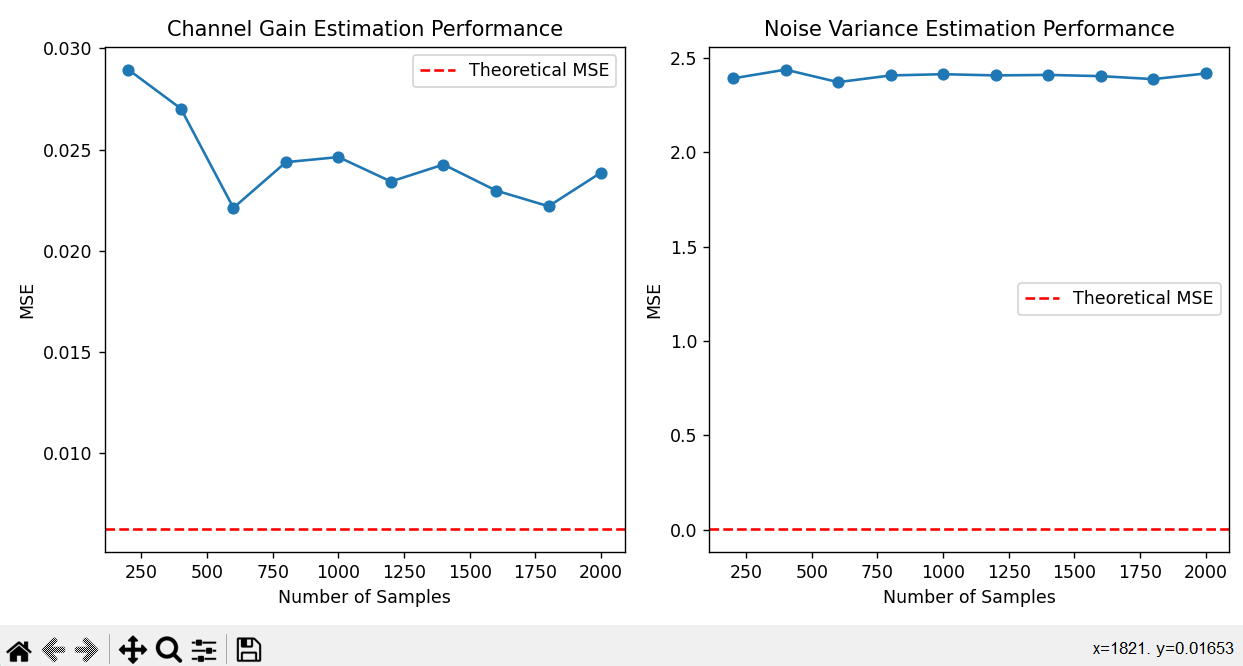 Channel Gain Estimation Performance
0.030
0.025
0.020
0.015
0.010
MSE
Theoretical MSE
250 500 750 1000 1250 1500 1750 2000
Number of Samples
Noise Variance Estimation Performance
2.5
2.0
1.5
1.0
0.5
0.0
MSE
Theoretical MSE
250 500 750 1000 1250 1500 1750 2000
Number of Samples
x=1821. y=0.01653